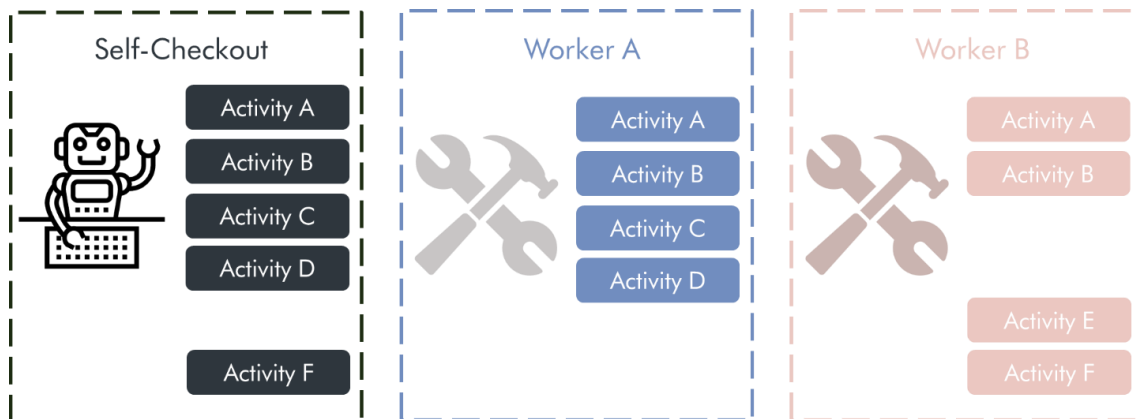 Self-Checkout
Activity A
Activity B
Activity C
Activity D
Activity F
Worker A
Activity A
Activity B
Activity C
Activity D
Worker B
Activity A
Activity B
Activity E
Activity F